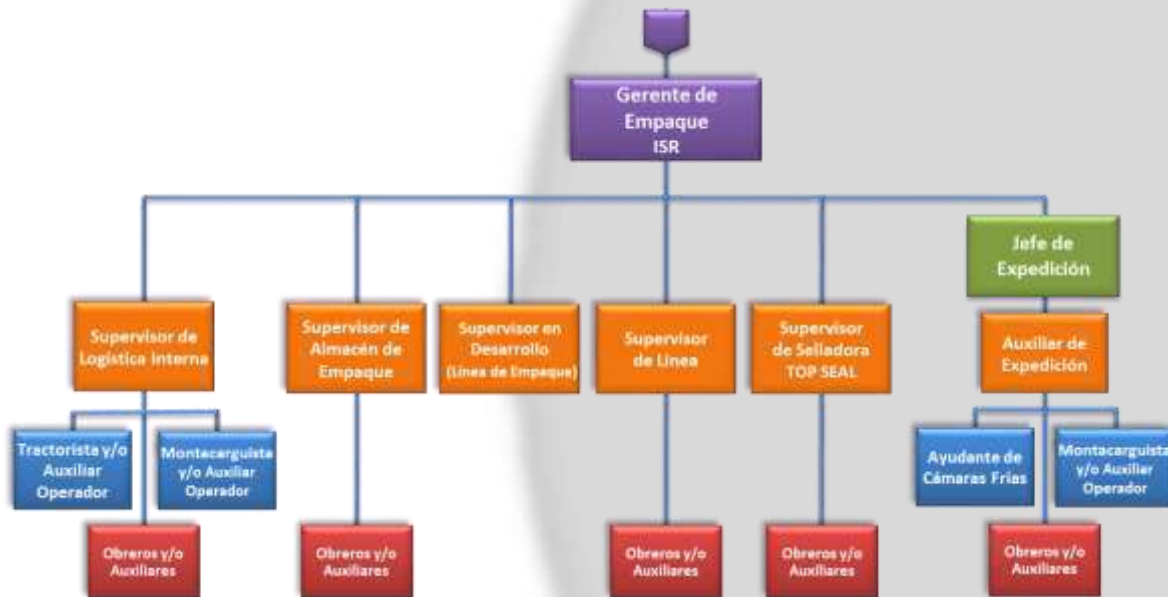 Gerente de
Empaque
ISR
Jefe de
Expedición
Supervisor de
Logística Interna
Supervisor de
Almacén de
Empaque
Supervisor en
Desarrollo
(Línea de Empaque)
Supervisor
de Línea
Supervisor
de Selladora
TOP SEAL
Auxiliar de
Expedición
Tractorista y/o
Auxiliar
Operador
Montacarguista
y/o Auxiliar
Operador
Ayudante de
Cámaras Frías
Montacarguista
y/o Auxiliar
Operador
Obreros y/o
Auxiliares
Obreros y/o
Auxiliares
Obreros y/o
Auxiliares
Obreros y/o
Auxiliares
Obreros y/o
Auxiliares